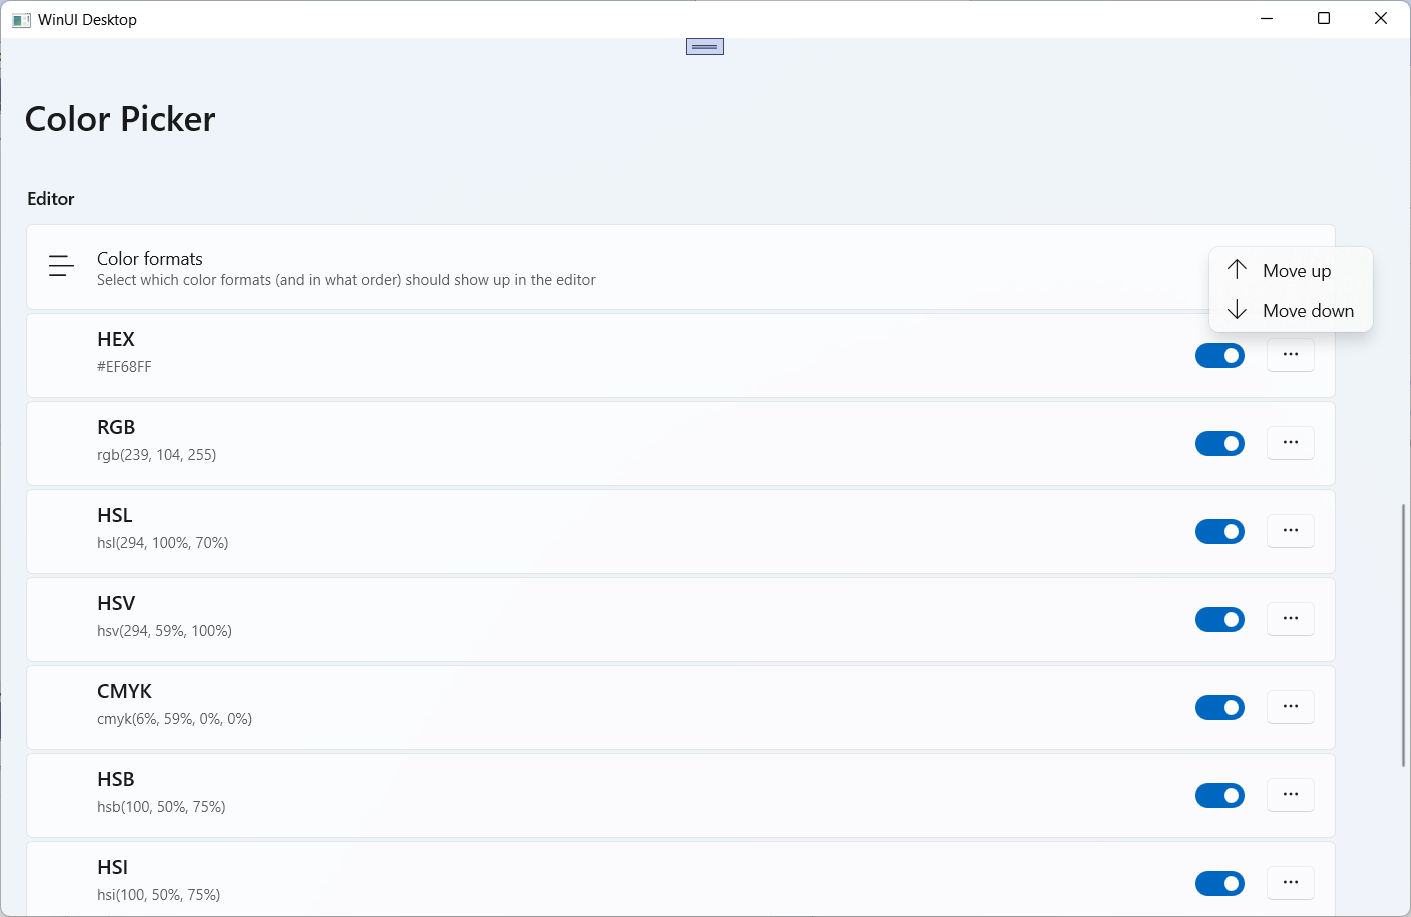 WinUI Desktop
Color Picker
Editor
Color formats
Select which color formats (and in what order) should show up in the editor
Move up
Move down
HEX
#EF68FF
RGB
rgb(239, 104, 255)
HSL
hsl(294, 100%, 70%)
HSV
hsv(294, 59%, 100%)
CMYK
cmyk(6%, 59%, 0%, 0%)
HSB
hsb(100, 50%, 75%)
HSI
hsi(100, 50%, 75%)